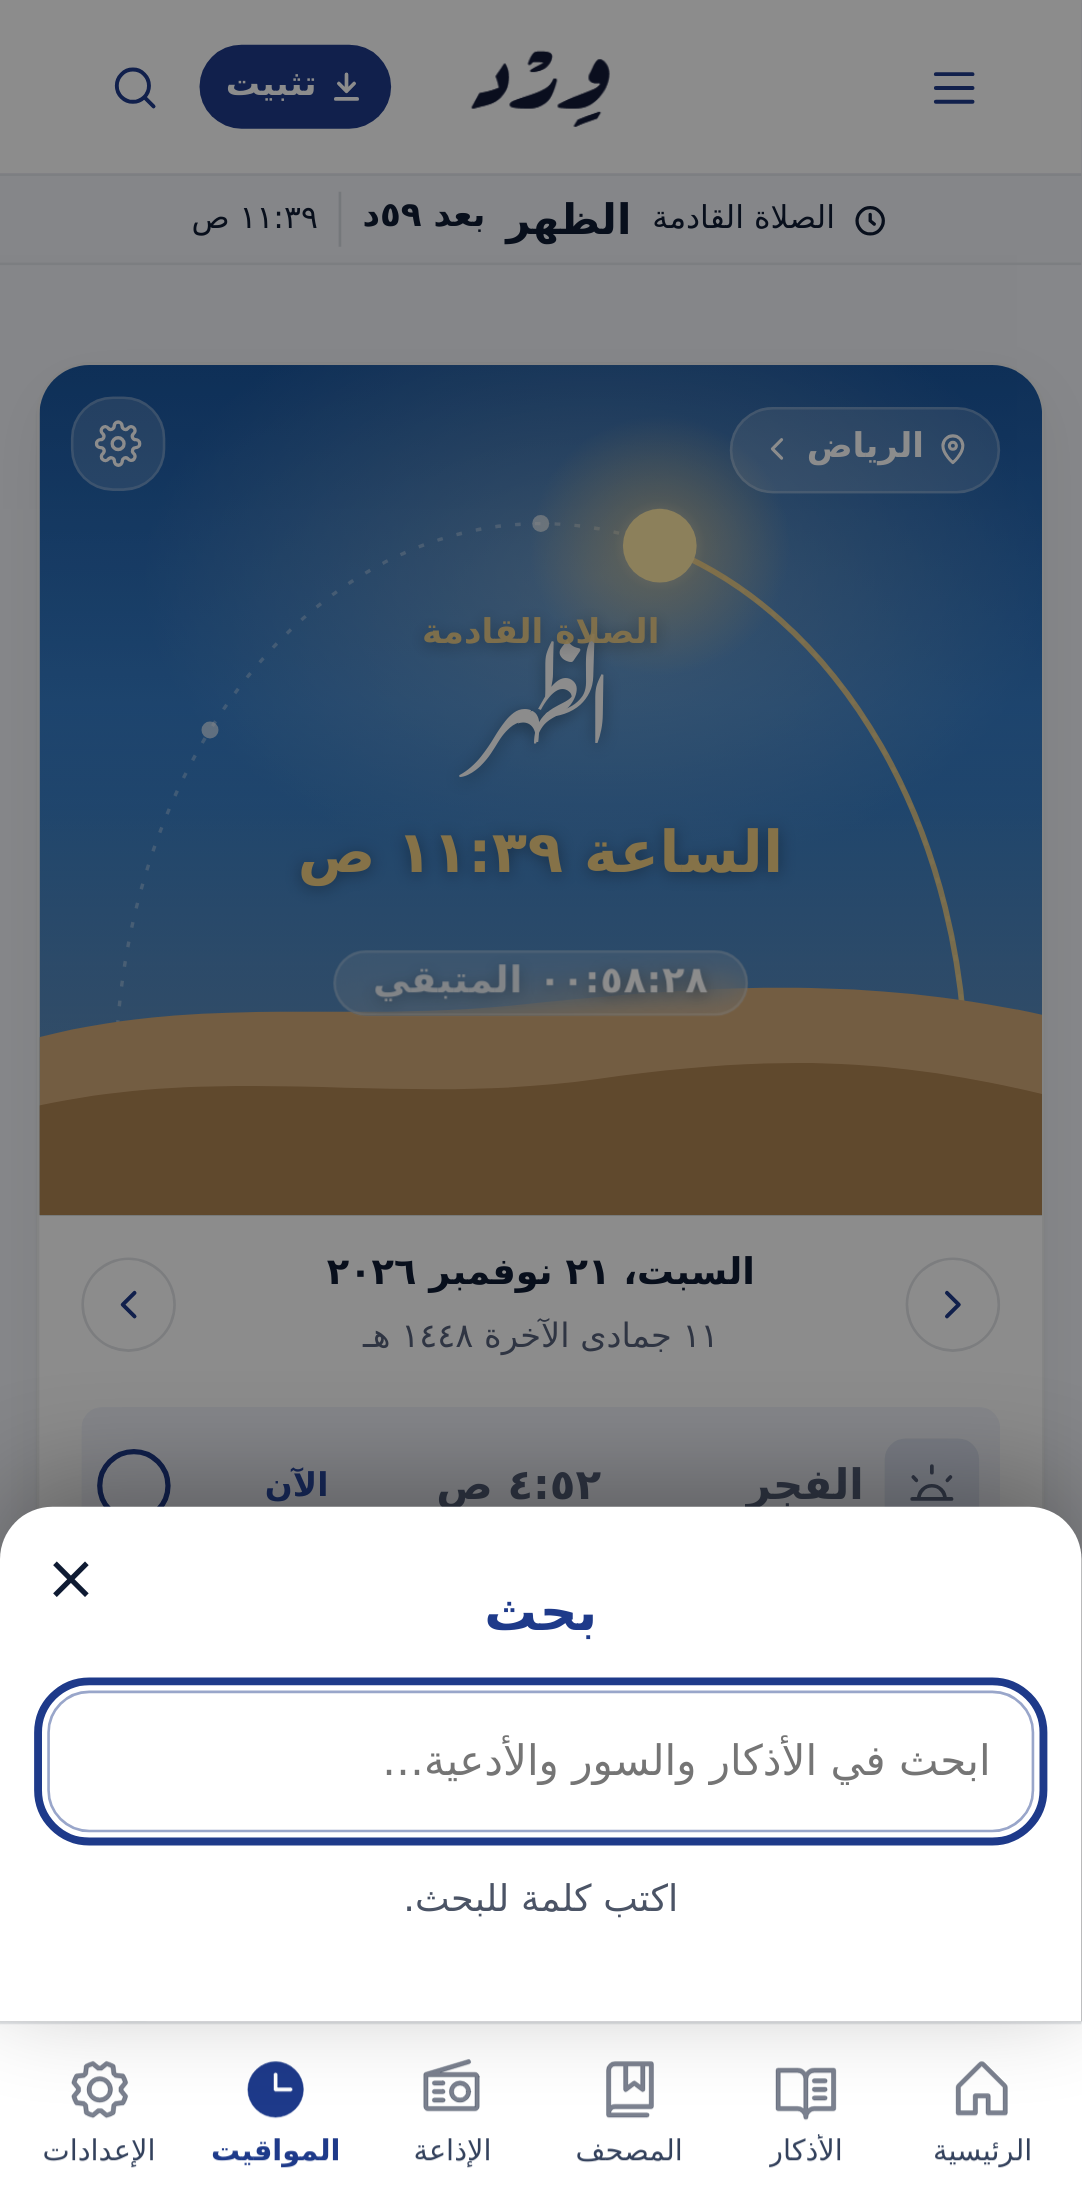 وِرْد
تثبيت
الصلاة القادمة الظهر بعد ٥٩د ١١:٣٩ ص
الرياض
الصلاة القادمة
الظهر
الساعة ١١:٣٩ ص
٠٠:٥٨:٢٨ المتبقي
السبت، ٢١ نوفمبر ٢٠٢٦
١١ جمادى الآخرة ١٤٤٨ هـ
الفجر ٤:٥٢ ص الآن
بحث
ابحث في الأذكار والسور والأدعية...
اكتب كلمة للبحث.
الرئيسية الأذكار المصحف الإذاعة المواقيت الإعدادات